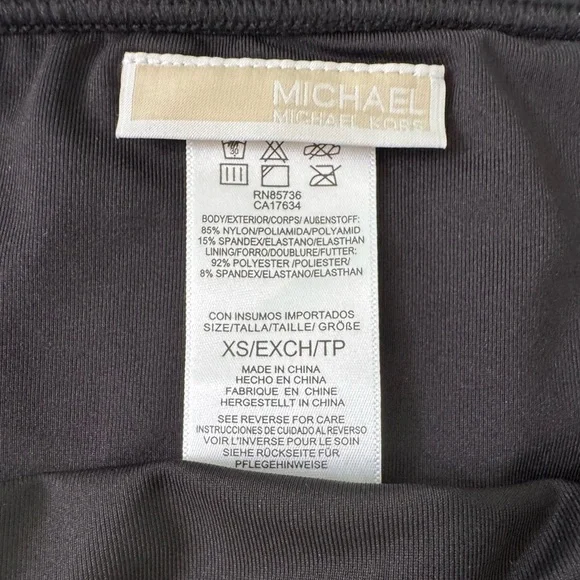 MICHAEL
MICHAEL KORS
30
RN85736
CA17634
BODY/EXTERIOR/CORPS/ AUßENSTOFF:
85% NYLON/POLIAMIDA/POLYAMID
15% SPANDEX/ELASTANO/ELASTHAN
LINING/FORRO/DOUBLURE/FUTTER:
92% POLYESTER /POLIESTER/
8% SPANDEX/ELASTANO/ELASTHAN
CON INSUMOS IMPORTADOS
SIZE/TALLA/TAILLE/ GRÖßE
XS/EXCH/TP
MADE IN CHINA
HECHO EN CHINA
FABRIQUE EN CHINE
HERGESTELLT IN CHINA
SEE REVERSE FOR CARE
INSTRUCCIONES DE CUIDADO AL REVERSO
VOIR L'INVERSE POUR LE SOIN
SIEHE RÜCKSEITE FÜR
PFLEGEHINWEISE